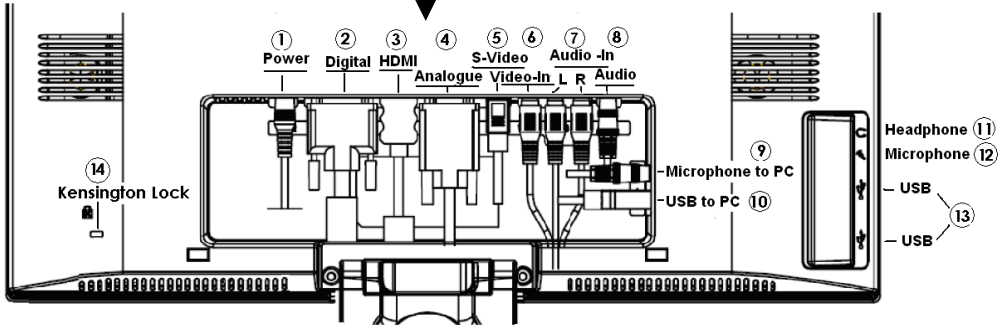 ① ② ③ ④ ⑤ ⑥ ⑦ ⑧
Power Digital HDMI Analogue S-Video Video-In Audio -In Audio
L R
Headphone ⑪
Microphone ⑫
⑨
Microphone to PC
USB to PC ⑩
USB
⑬
USB
⑭
Kensington Lock